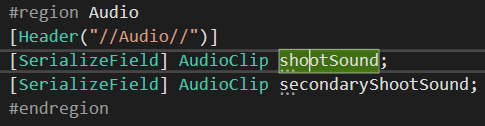 #region Audio
[Header("//Audio//")]
[SerializeField] AudioClip shootSound;
[SerializeField] AudioClip secondaryShootSound;
#endregion